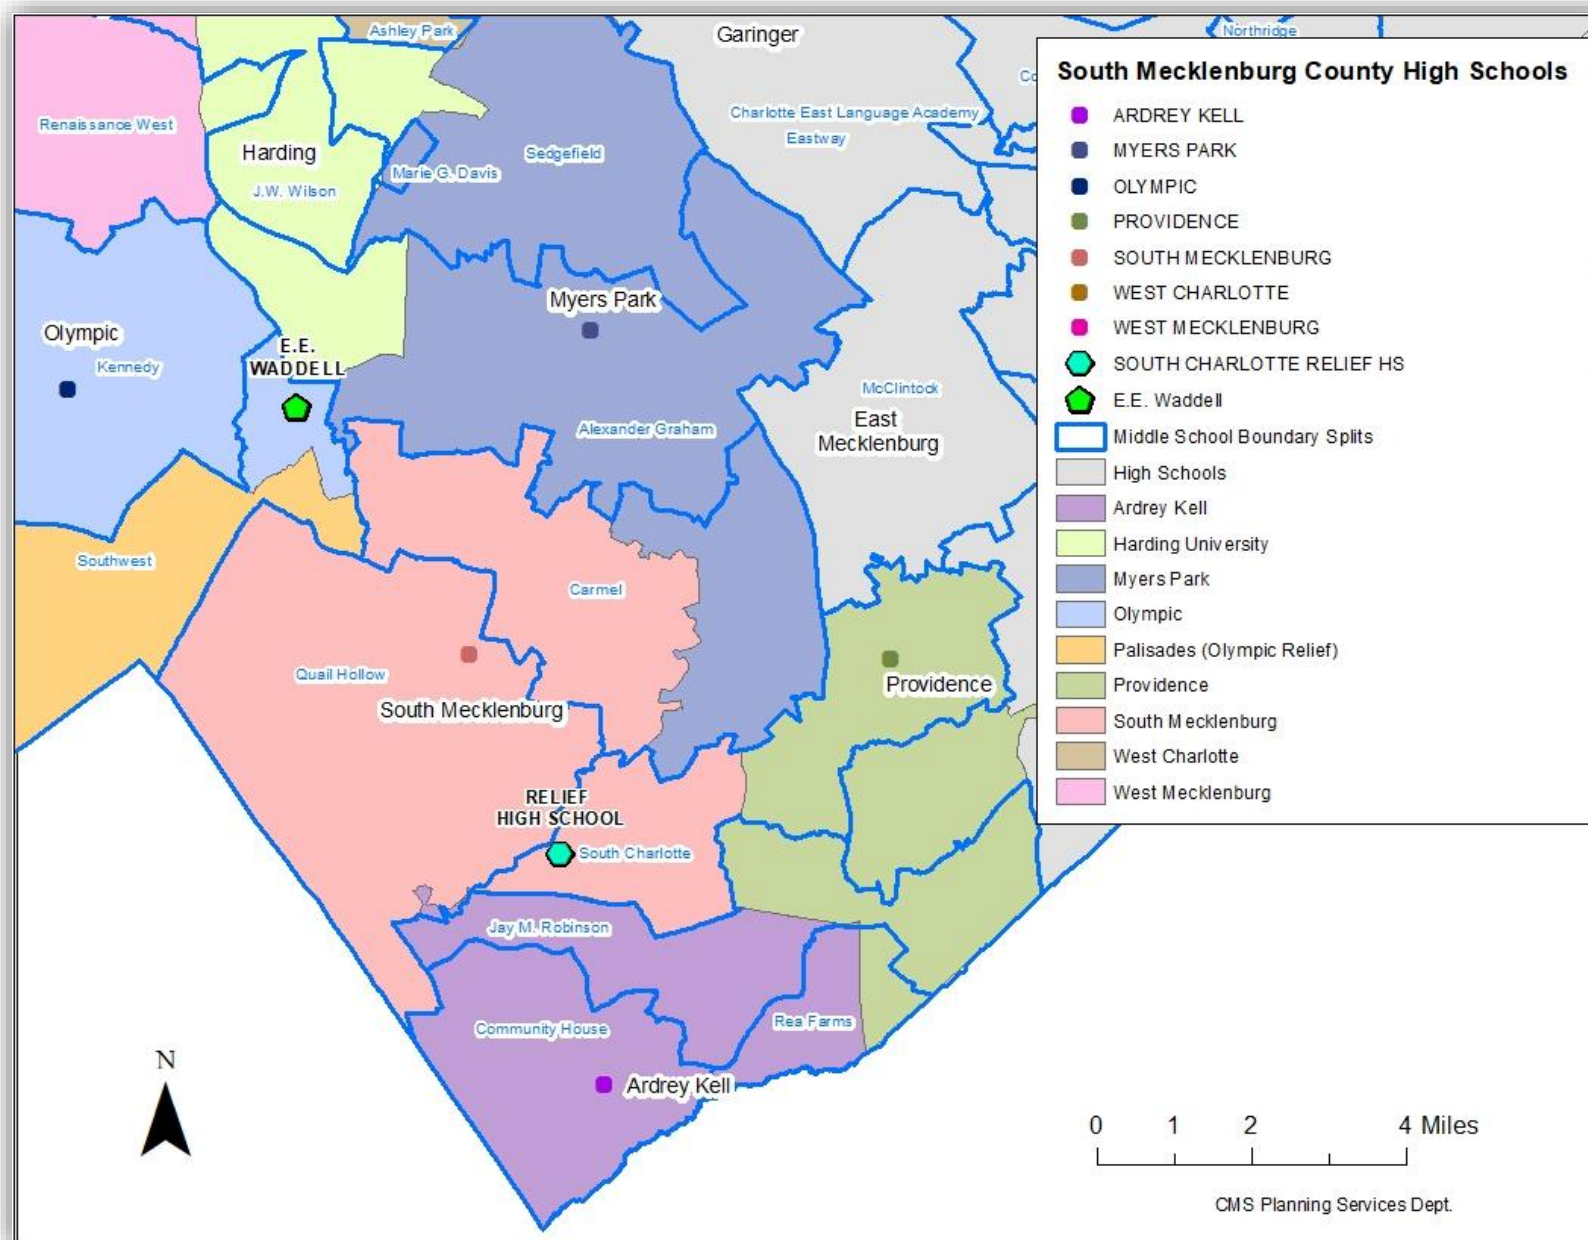 Ashley Park
Garinger
Northridge
Co
South Mecklenburg County High Schools
ARDREY KELL
MYERS PARK
OLYMPIC
PROVIDENCE
SOUTH MECKLENBURG
WEST CHARLOTTE
WEST MECKLENBURG
SOUTH CHARLOTTE RELIEF HS
E.E. Waddell
Middle School Boundary Splits
High Schools
Ardrey Kell
Harding University
Myers Park
Olympic
Palisades (Olympic Relief)
Providence
South Mecklenburg
West Charlotte
West Mecklenburg
Renaissance West
Harding
J.W. Wilson
Marie G. Davis
Sedgefield
Charlotte East Language Academy
Eastway
Olympic
Kennedy
E.E.
WADDELL
Myers Park
Alexander Graham
McClintock
East
Mecklenburg
Southwest
Carmel
Quail Hollow
South Mecklenburg
Providence
RELIEF
HIGH SCHOOL
South Charlotte
Jay M. Robinson
Community House
Rea Farms
Ardrey Kell
N
0 1 2 4 Miles
CMS Planning Services Dept.